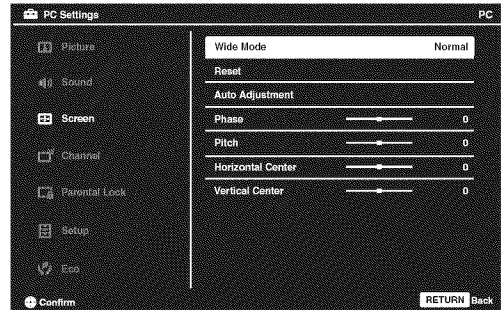 PC Settings
PC
Picture
Sound
Screen
Channel
Parental Lock
Setup
Eco
Wide Mode Normal
Reset
Auto Adjustment
Phase 0
Pitch 0
Horizontal Center 0
Vertical Center 0
Confirm
RETURN Back